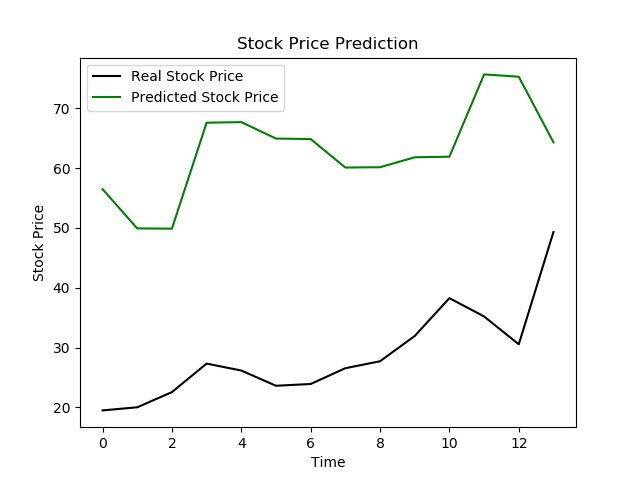 Stock Price Prediction
Real Stock Price
Predicted Stock Price
Stock Price
70
60
50
40
30
20
0 2 4 6 8 10 12
Time